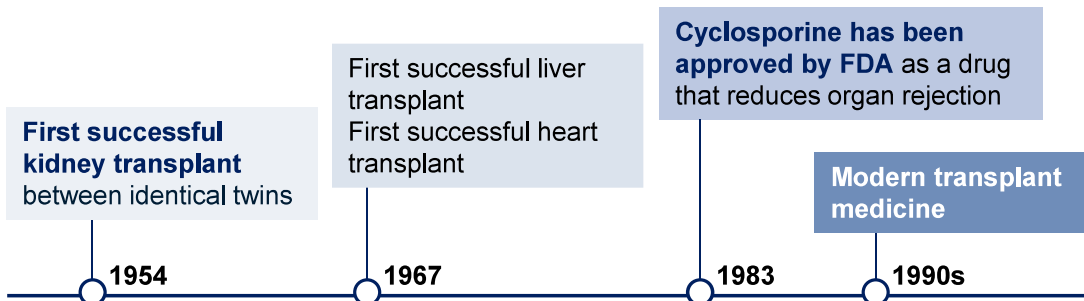 First successful
kidney transplant
between identical twins
1954
First successful liver
transplant
First successful heart
transplant
1967
Cyclosporine has been
approved by FDA as a drug
that reduces organ rejection
1983
Modern transplant
medicine
1990s